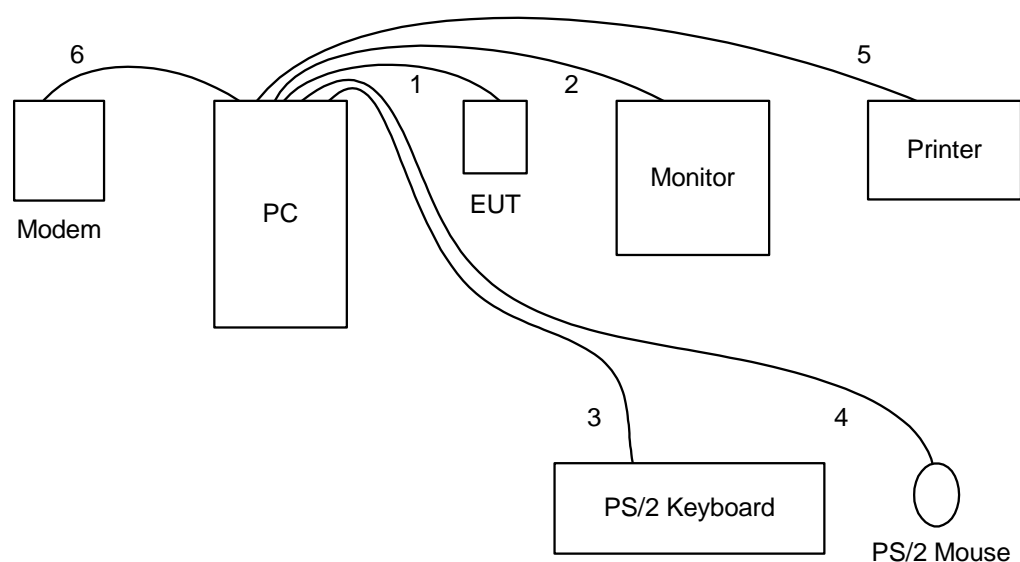 6
5
1
2
Printer
Monitor
EUT
PC
Modem
3
4
PS/2 Keyboard
PS/2 Mouse